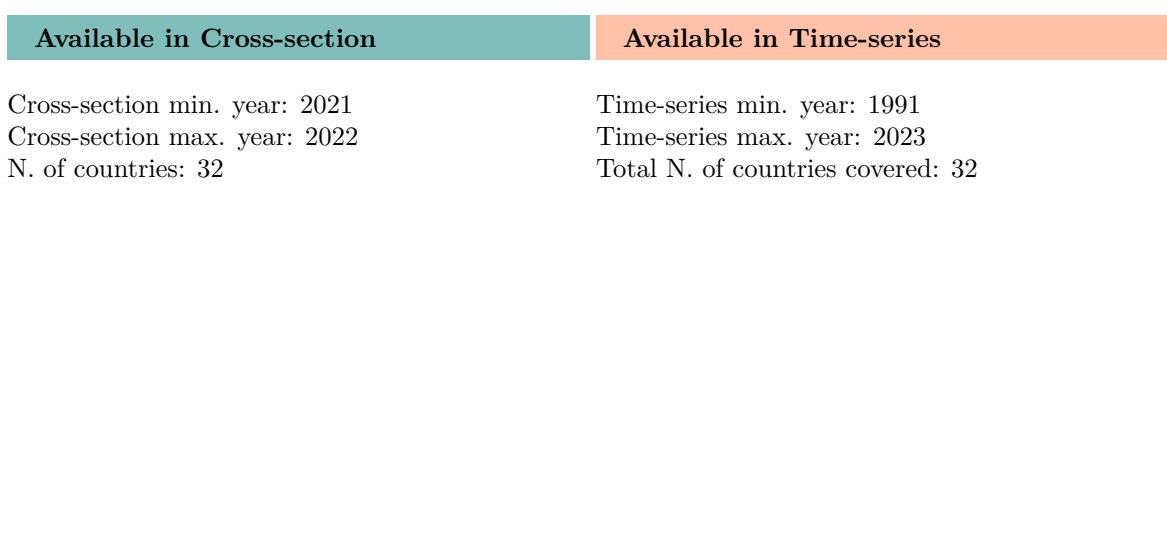 Available in Cross-section
Cross-section min. year: 2021
Cross-section max. year: 2022
N. of countries: 32
Available in Time-series
Time-series min. year: 1991
Time-series max. year: 2023
Total N. of countries covered: 32